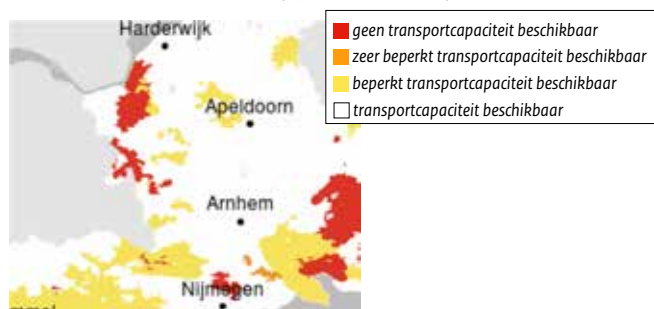 Harderwijk
geen transportcapaciteit beschikbaar
zeer beperkt transportcapaciteit beschikbaar
beperkt transportcapaciteit beschikbaar
transportcapaciteit beschikbaar
Apeldoorn
Arnhem
Nijmegen